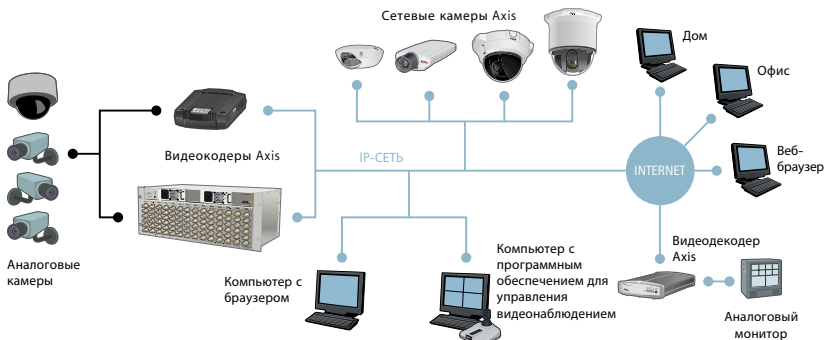 Сетевые камеры Axis
Дом
Офис
Видеокодеры Axis
IP-СЕТЬ
INTERNET
Веб-
браузер
Аналоговые
камеры
Компьютер с
браузером
Компьютер с
программным
обеспечением для
управления
видеонаблюдением
Видеодекодер
Axis
Аналоговый
монитор